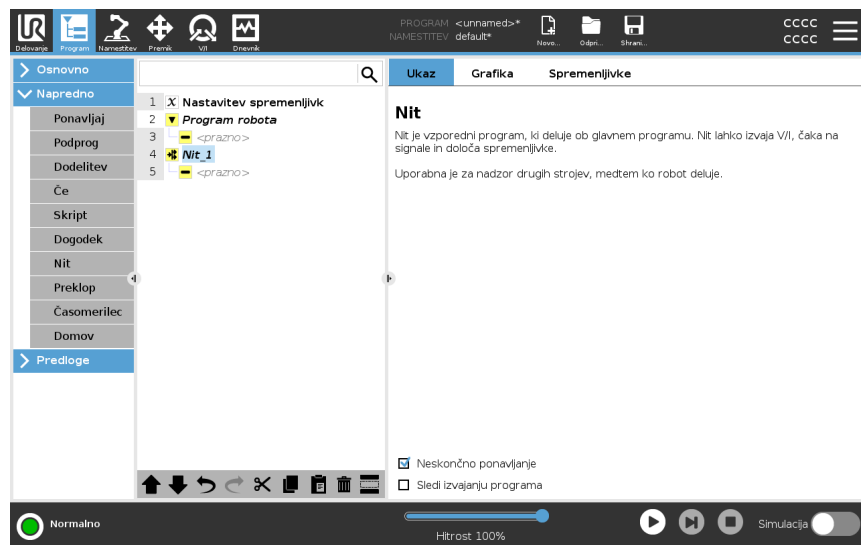 UR
Delovanje
Program
Namestitev
Premik
V/I
Dnevnik
PROGRAM <unnamed>*
NAMESTITEV default*
Novo...
Odpri...
Shrani...
cccc
cccc
Osnovno
Napredno
Ponavljaj
Podprog
Dodelitev
Če
Skript
Dogodek
Nit
Preklop
Časomerilec
Domov
Predloge
1 X Nastavitev spremenljivk
2 Program robota
3 <prazno>
4 Nit_1
5 <prazno>
Ukaz Grafika Spremenljivke
Nit
Nit je vzporedni program, ki deluje ob glavnem programu. Nit lahko izvaja V/I, čaka na
signale in določa spremenljivke.
Uporabna je za nadzor drugih strojev, medtem ko robot deluje.
Neskončno ponavljanje
Sledi izvajanju programa
Normalno
Hitrost 100%
Simulacija